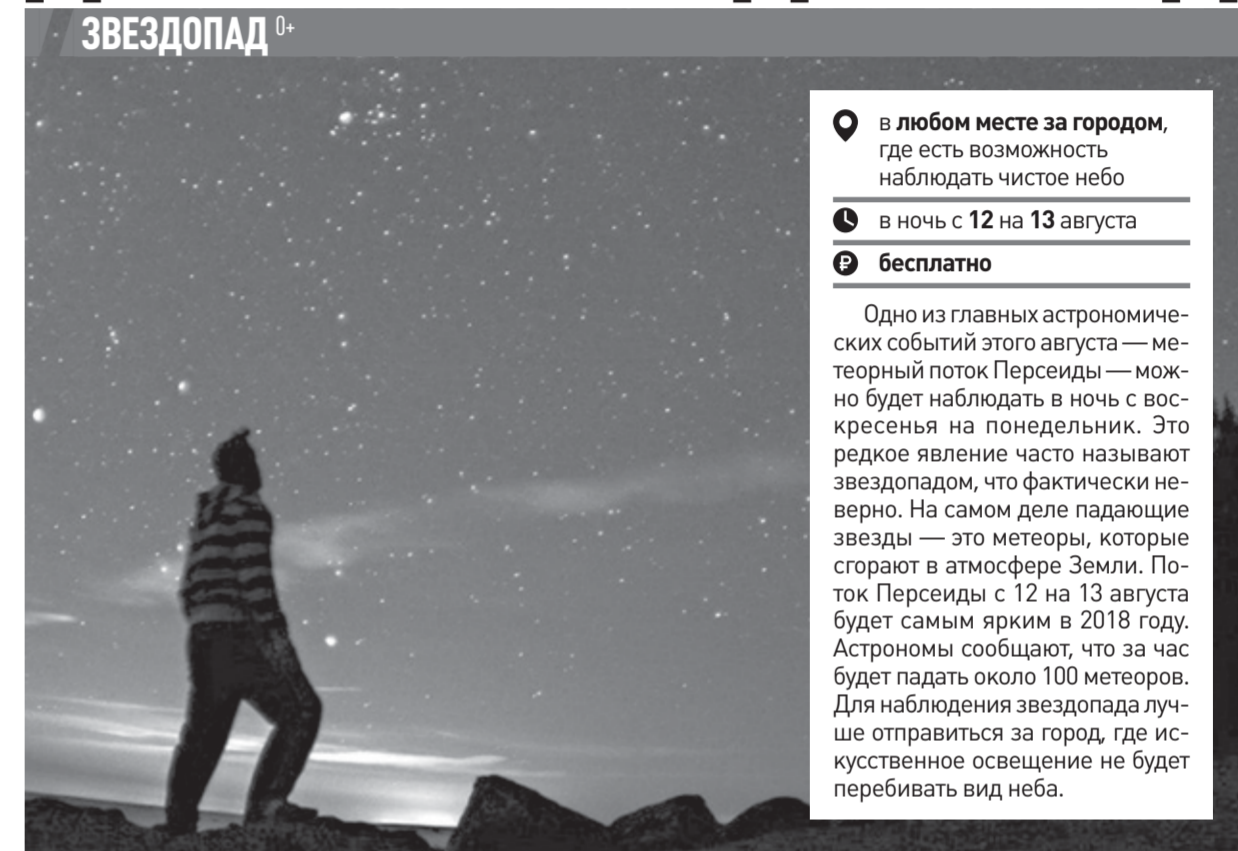 ЗВЕЗДОПАД 0+
в любом месте за городом,
где есть возможность
наблюдать чистое небо
в ночь с 12 на 13 августа
бесплатно
Одно из главных астрономиче-
ских событий этого августа — ме-
теорный поток Персеиды — мож-
но будет наблюдать в ночь с вос-
кресенья на понедельник. Это
редкое явление часто называют
звездопадом, что фактически не-
верно. На самом деле падающие
звезды — это метеоры, которые
сгорают в атмосфере Земли. По-
ток Персеиды с 12 на 13 августа
будет самым ярким в 2018 году.
Астрономы сообщают, что за час
будет падать около 100 метеоров.
Для наблюдения звездопада луч-
ше отправиться за город, где ис-
кусственное освещение не будет
перебивать вид неба.